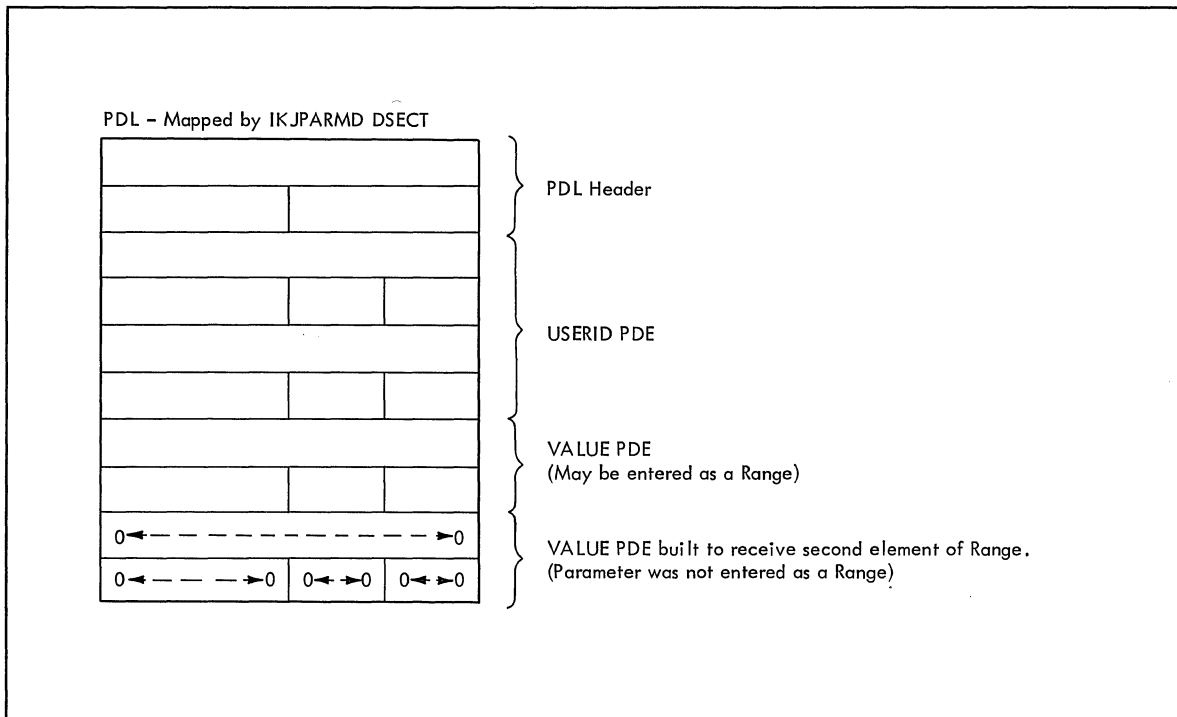 PDL - Mapped by IKJPARMD DSECT
PDL Header
USERID PDE
VALUE PDE
(May be entered as a Range)
0 0
VALUE PDE built to receive second element of Range.
0 0 0 0 0 0
(Parameter was not entered as a Range)